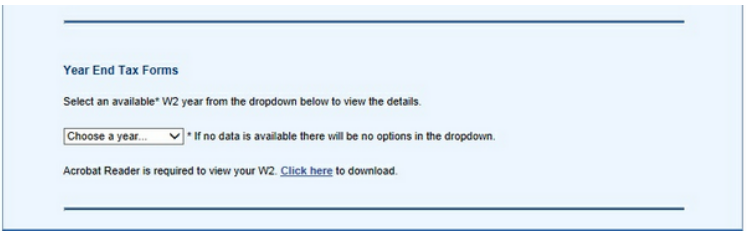 Year End Tax Forms
Select an available* W2 year from the dropdown below to view the details.
Choose a year... * If no data is available there will be no options in the dropdown.
Acrobat Reader is required to view your W2. Click here to download.